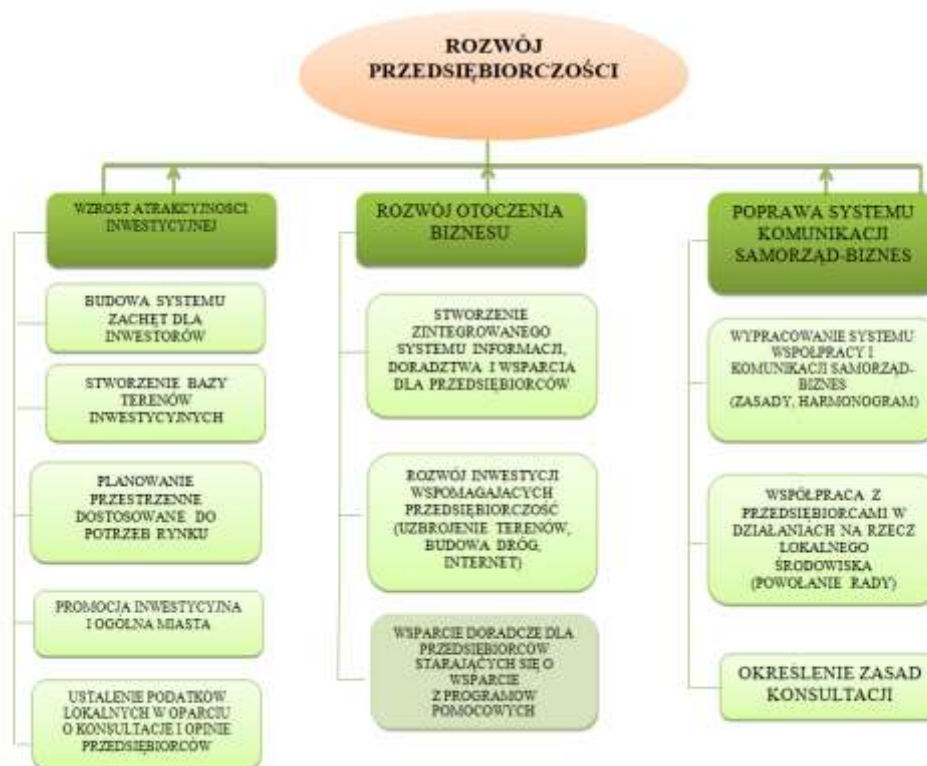 ROZWÓJ
PRZEDSIĘBIORCZOŚCI
WZROST ATRAKCYJNOŚCI
INWESTYCYJNEJ
BUDOWA SYSTEMU
ZACHĘT DLA
INWESTORÓW
STWORZENIE BAZY
TERENÓW
INWESTYCYJNYCH
PLANOWANIE
PRZESTRZENNE
DOSTOSOWANE DO
POTRZEB RYNKU
PROMOCJA INWESTYCYJNA
I OGÓLNA MIASTA
USTALENIE PODATKÓW
LOKALNYCH W OPARCIU
O KONSULTACJE I OPINIE
PRZEDSIĘBIORCÓW
ROZWÓJ OTOCZENIA
BIZNESU
STWORZENIE
ZINTEGROWANEGO
SYSTEMU INFORMACJI,
DORADZTWA I WSPARCIA
DLA PRZEDSIĘBIORCÓW
ROZWÓJ INWESTYCJI
WSPOMAGAJACYCH
PRZEDSIĘBIORCZOŚĆ
(UZBROJENIE TERENÓW,
BUDOWA DRÓG,
INTERNET)
WSPARCIE DORADCZE DLA
PRZEDSIĘBIORCÓW
STARAJĄCYCH SIĘ O
WSPARCIE
Z PROGRAMÓW
POMOCOWYCH
POPRAWA SYSTEMU
KOMUNIKACJI
SAMORZĄD-BIZNES
WYPRACOWANIE SYSTEMU
WSPÓŁPRACY I
KOMUNIKACJI SAMORZĄD-
BIZNES
(ZASADY, HARMONOGRAM)
WSPÓŁPRACA Z
PRZEDSIĘBIORCAMI W
DZIAŁANIACH NA RZECZ
LOKALNEGO
ŚRODOWISKA
(POWOŁANIE RADY)
OKREŚLENIE ZASAD
KONSULTACJI